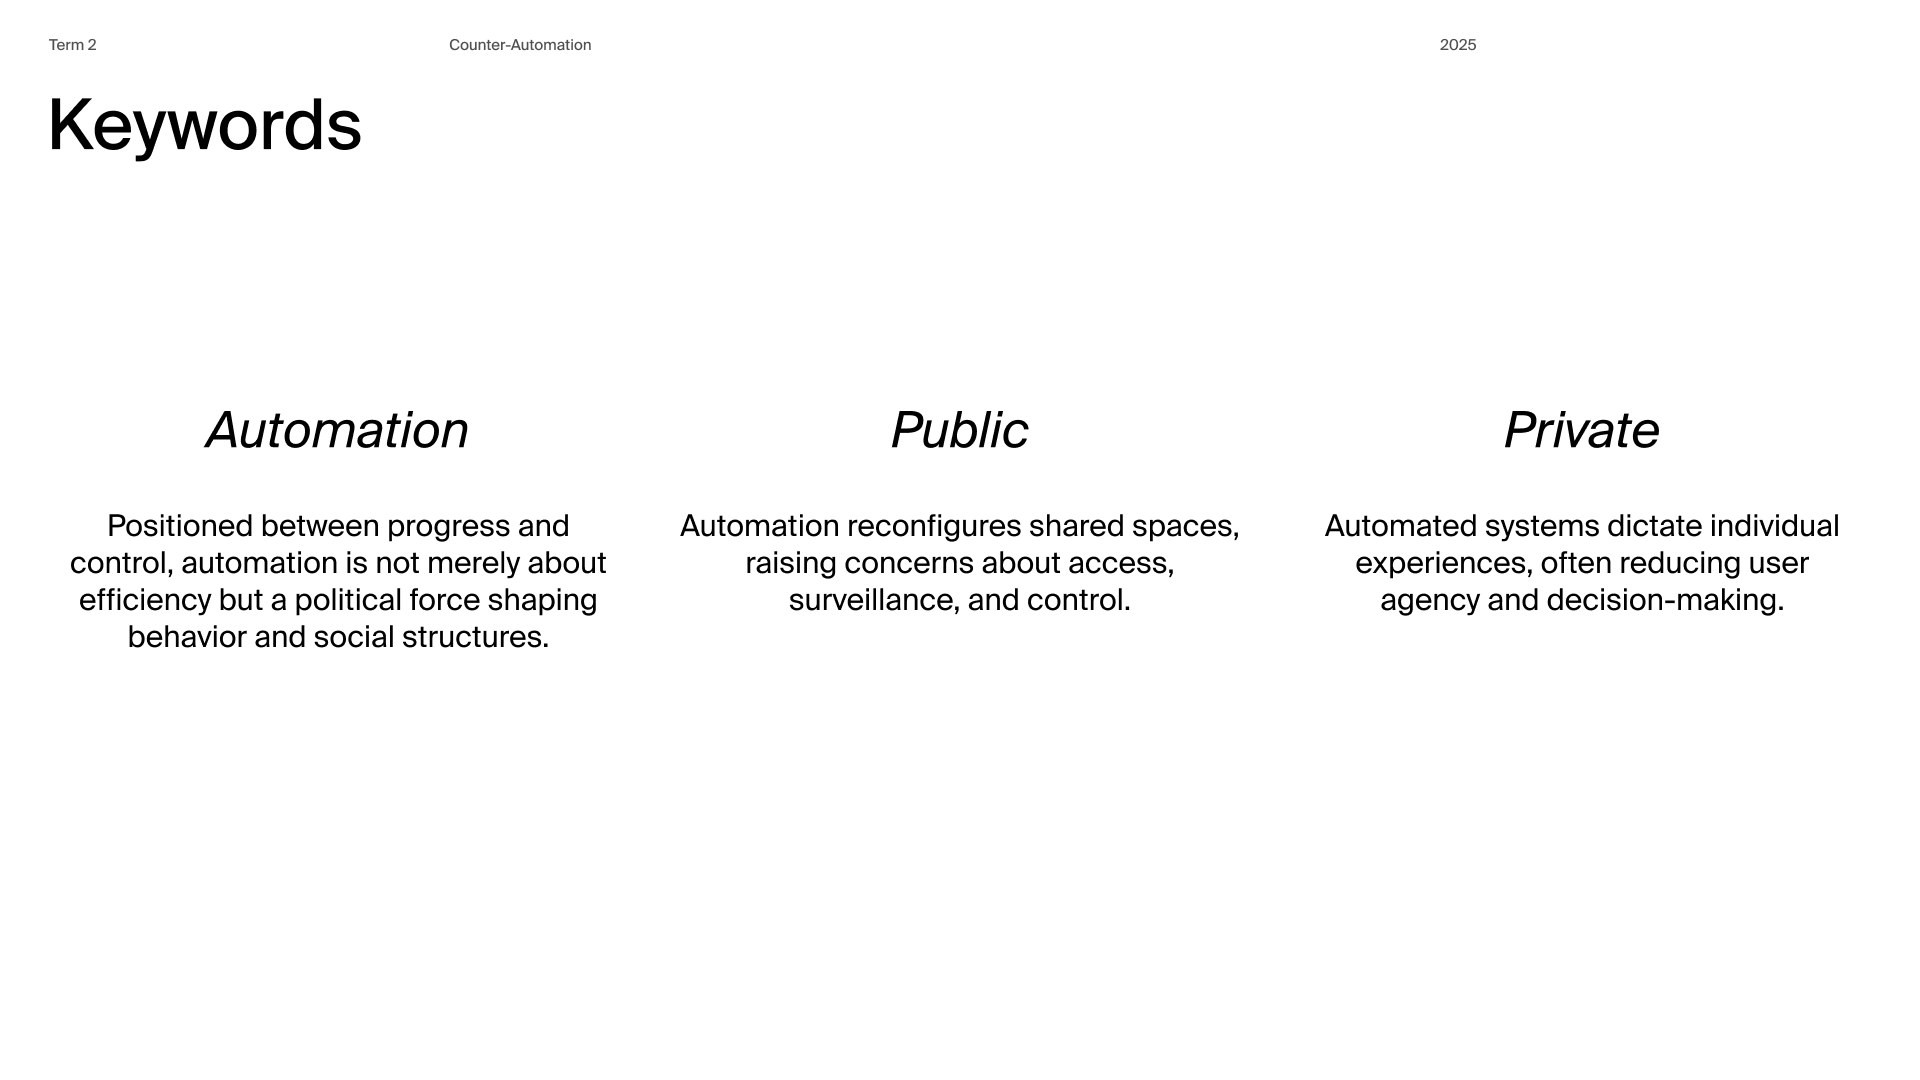 Term 2
Counter-Automation
2025
Keywords
Automation
Positioned between progress and
control, automation is not merely about
efficiency but a political force shaping
behavior and social structures.
Public
Automation reconfigures shared spaces,
raising concerns about access,
surveillance, and control.
Private
Automated systems dictate individual
experiences, often reducing user
agency and decision-making.